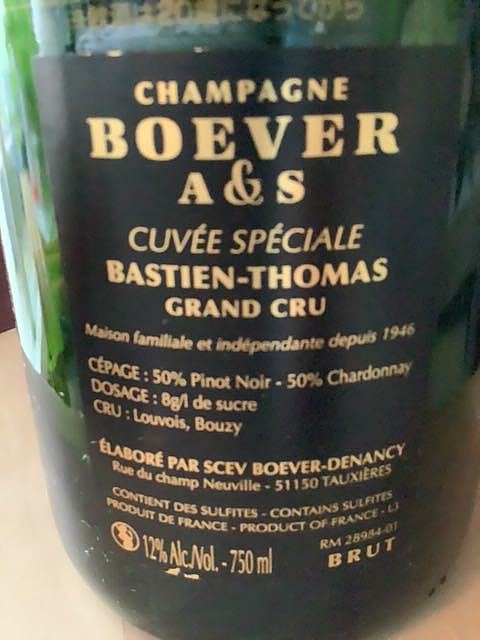 CHAMPAGNE
BOEVER
A & S
CUVÉE SPÉCIALE
BASTIEN-THOMAS
GRAND CRU
Maison familiale et indépendante depuis 1946
CÉPAGE : 50% Pinot Noir - 50% Chardonnay
DOSAGE : 8g/l de sucre
CRU : Louvois, Bouzy
ÉLABORÉ PAR SCEV BOEVER-DENANCY
Rue du champ Neuville - 51150 TAUXIÈRES
CONTIENT DES SULFITES - CONTAINS SULFITES
PRODUIT DE FRANCE - PRODUCT OF FRANCE - L3
12% Alc./Vol. - 750 ml
RM 28984-01
BRUT